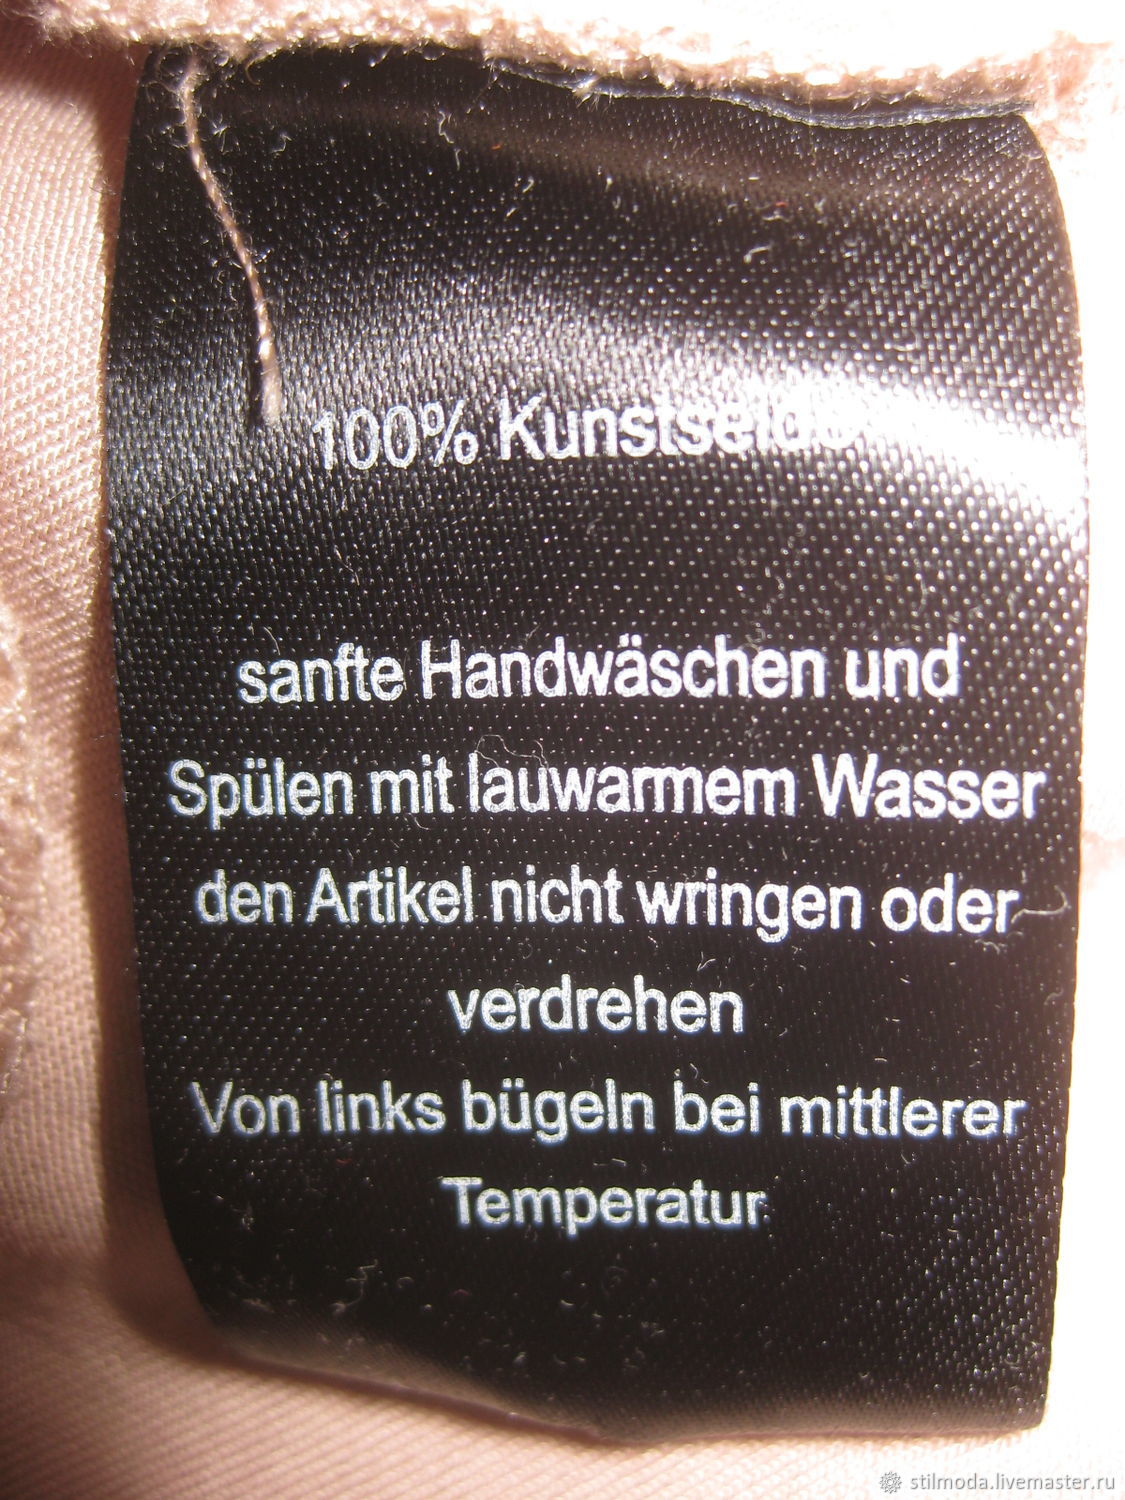 100% Kunstseide
sanfte Handwäschen und
Spülen mit lauwarmem Wasser
den Artikel nicht wringen oder
verdrehen
Von links bügeln bei mittlerer
Temperatur
stilmoda.livemaster.ru